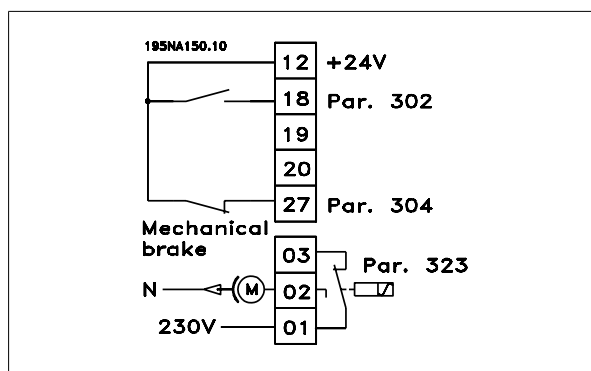 195NA150.10
12 +24V
18 Par. 302
19
20
27 Par. 304
Mechanical
brake
03
Par. 323
N M 02
230V 01